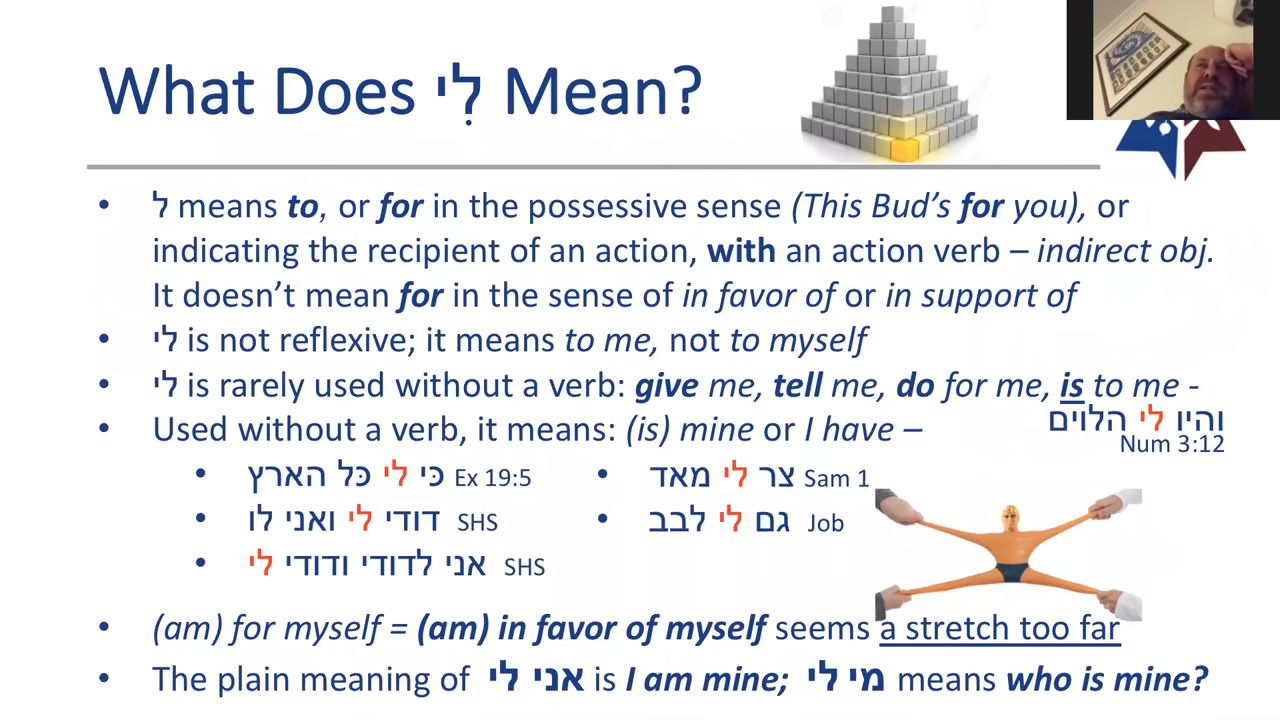 What Does לִי Mean?
• ל means to, or for in the possessive sense (This Bud’s for you), or
indicating the recipient of an action, with an action verb – indirect obj.
It doesn’t mean for in the sense of in favor of or in support of
• לי is not reflexive; it means to me, not to myself
• לי is rarely used without a verb: give me, tell me, do for me, is to me -
והיו לי הלוים
Num 3:12
• Used without a verb, it means: (is) mine or I have –
• כּי לי כּל הארץ Ex 19:5
• דודי לי ואני לו SHS
• אני לדודי ודודי לי SHS
• צר לי מאד Sam 1
• גם לי לבב Job
• (am) for myself = (am) in favor of myself seems a stretch too far
• The plain meaning of אני לי is I am mine; מי לי means who is mine?